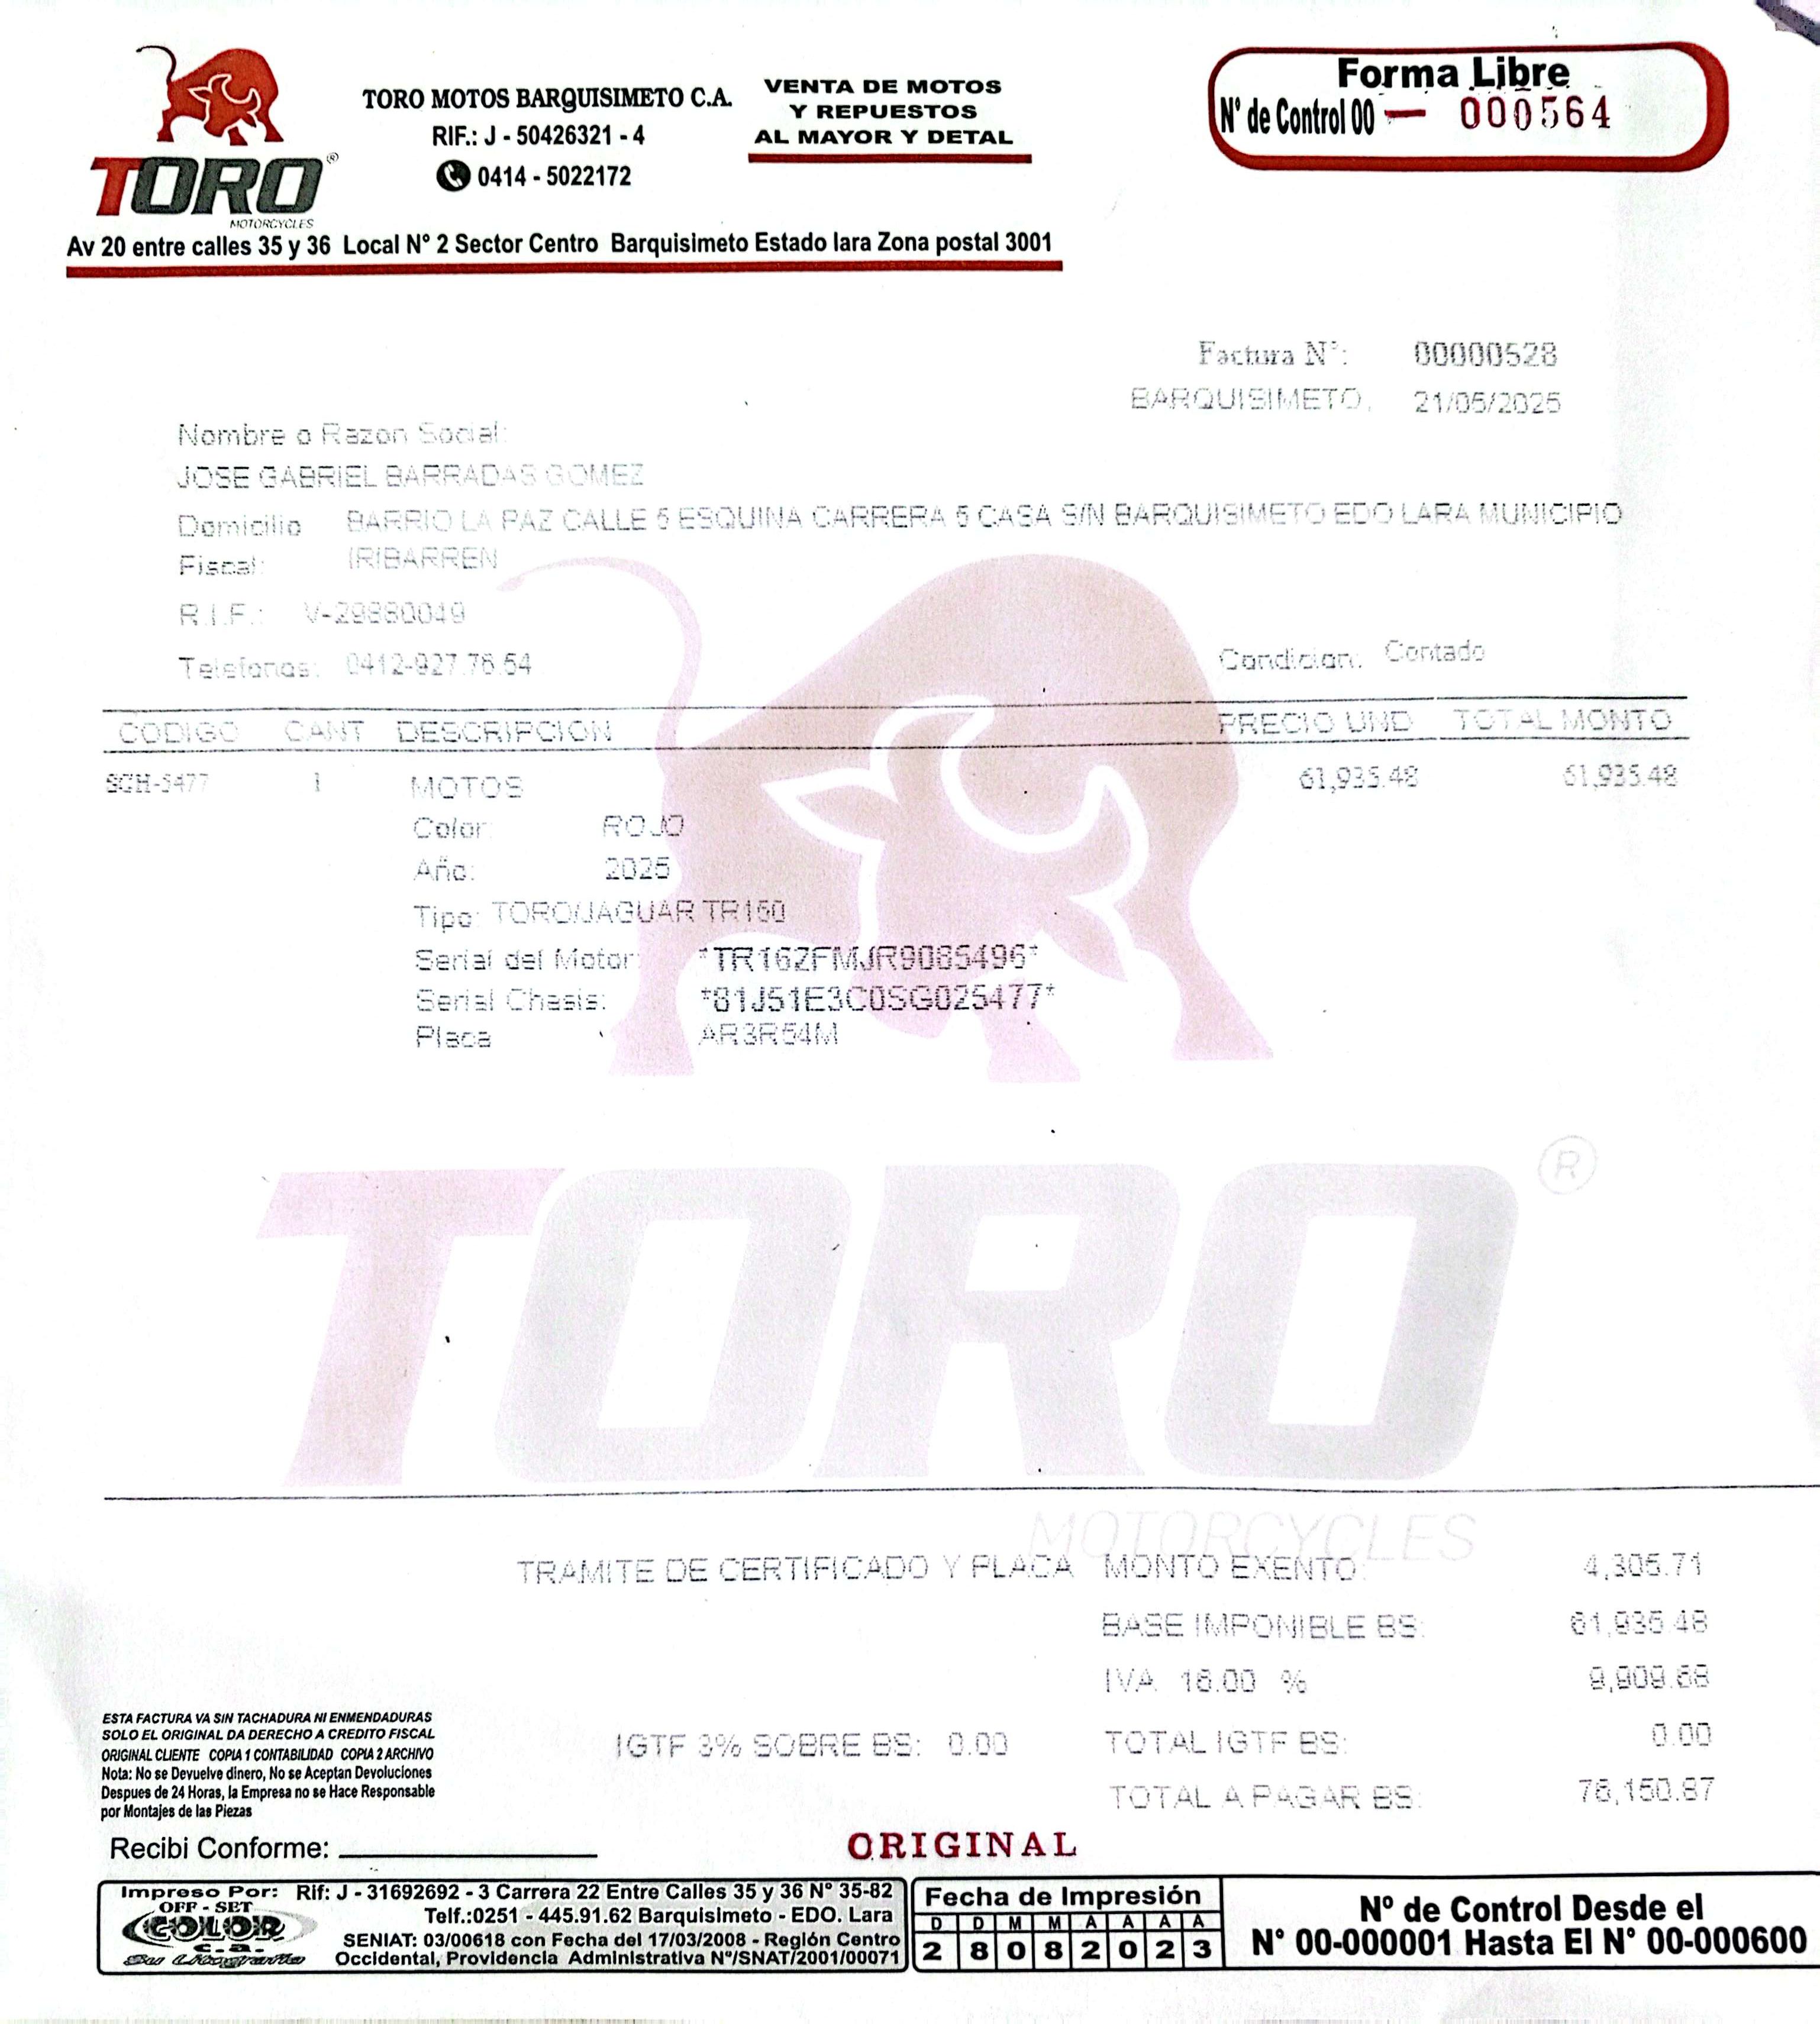 TORO ®
MOTORCYCLES
TORO MOTOS BARQUISIMETO C.A.
RIF.: J - 50426321 - 4
0414 - 5022172
VENTA DE MOTOS
Y REPUESTOS
AL MAYOR Y DETAL
Forma Libre
N° de Control 00 — 000564
Av 20 entre calles 35 y 36 Local N° 2 Sector Centro Barquisimeto Estado lara Zona postal 3001
Factura N°: 00000528
BARQUISIMETO, 21/05/2025
Nombre o Razon Social:
JOSE GABRIEL BARRADAS GOMEZ
Domicilio BARRIO LA PAZ CALLE 5 ESQUINA CARRERA 5 CASA S/N BARQUISIMETO EDO LARA MUNICIPIO
Fiscal: IRIBARREN
R.I.F.: V-29880049
Telefonos: 0412-927.76.54
Condicion: Contado
CODIGO CANT DESCRIPCION PRECIO UND TOTAL MONTO
SGH-5477 1 MOTOS 61,935.48 61,935.48
Color: ROJO
Año: 2025
Tipo: TORO/JAGUAR TR150
Serial del Motor: *TR162FMJR9085496*
Serial Chasis: *81J51E3C0SG025477*
Placa AR3R54M
TORO ®
MOTORCYCLES
TRAMITE DE CERTIFICADO Y PLACA MONTO EXENTO: 4,305.71
BASE IMPONIBLE BS: 61,935.48
IVA 16.00 % 9,909.68
IGTF 3% SOBRE BS: 0.00 TOTAL IGTF BS: 0.00
TOTAL A PAGAR BS: 76,150.87
ESTA FACTURA VA SIN TACHADURA NI ENMENDADURAS
SOLO EL ORIGINAL DA DERECHO A CREDITO FISCAL
ORIGINAL CLIENTE COPIA 1 CONTABILIDAD COPIA 2 ARCHIVO
Nota: No se Devuelve dinero, No se Aceptan Devoluciones
Despues de 24 Horas, la Empresa no se Hace Responsable
por Montajes de las Piezas
Recibi Conforme:
ORIGINAL
Impreso Por: Rif: J - 31692692 - 3 Carrera 22 Entre Calles 35 y 36 N° 35-82
OFF - SET
COLOR
c.a.
Su Litografia
Telf.:0251 - 445.91.62 Barquisimeto - EDO. Lara
SENIAT: 03/00618 con Fecha del 17/03/2008 - Región Centro
Occidental, Providencia Administrativa N°/SNAT/2001/00071
Fecha de Impresión
D D M M A A A A
2 8 0 8 2 0 2 3
Nº de Control Desde el
N° 00-000001 Hasta El N° 00-000600